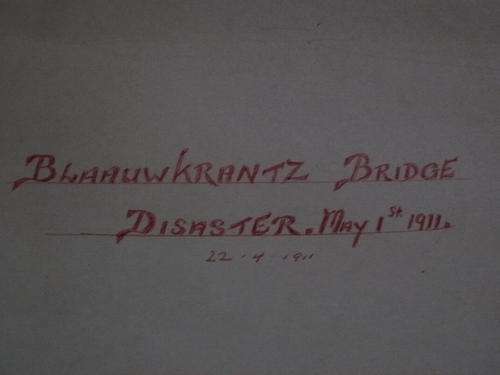 BLAAUWKRANTZ BRIDGE
DISASTER. MAY 1st 1911.
22.4.1911